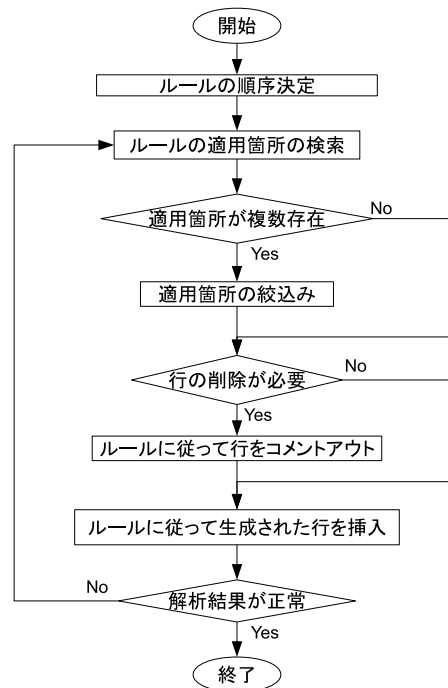 開始
ルールの順序決定
ルールの適用箇所の検索
適用箇所が複数存在
No
Yes
適用箇所の絞込み
行の削除が必要
No
Yes
ルールに従って行をコメントアウト
ルールに従って生成された行を挿入
No
解析結果が正常
Yes
終了